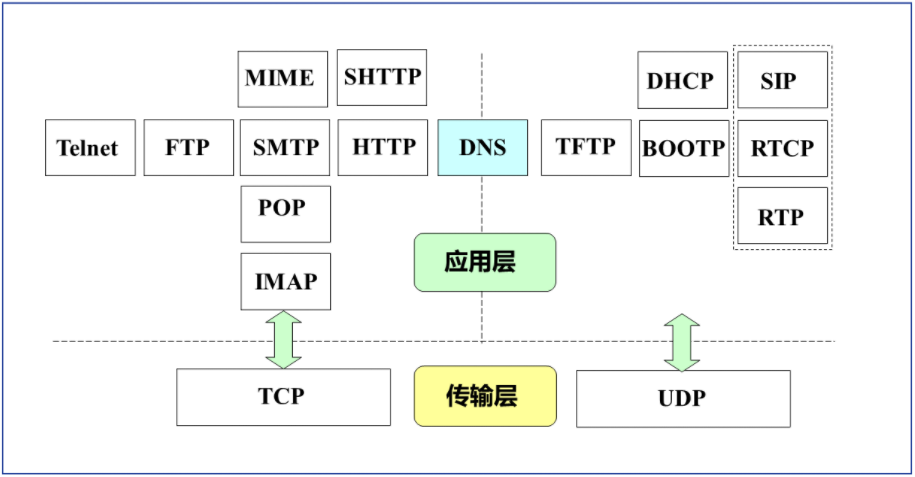 MIME SHTTP DHCP SIP
Telnet FTP SMTP HTTP DNS TFTP BOOTP RTCP
POP RTP
应用层
IMAP
TCP 传输层 UDP